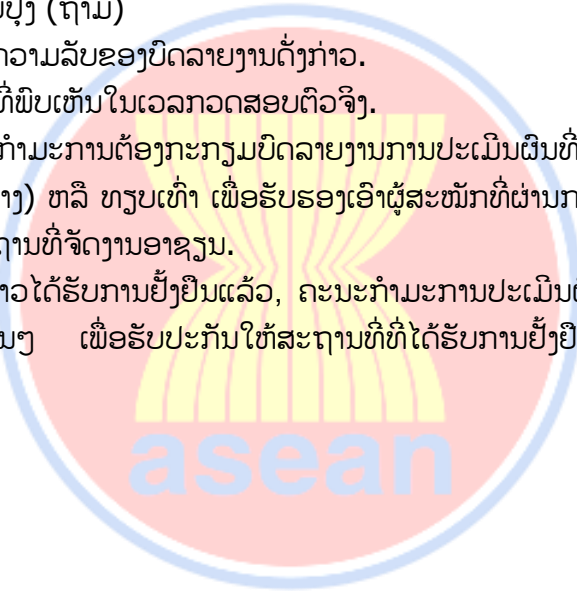 ປຸງ (ຖາມ)
ຄວາມລັບຂອງບົດລາຍງານດັ່ງກ່າວ.
ທີ່ພົບເຫັນໃນເວລາກວດສອບຕົວຈິງ.
ກຳມະການຕ້ອງກະກຽມບົດລາຍງານການປະເມີນຜົນທີ່
າງ) ຫລື ທຽບເທົ່າ ເພື່ອຮັບຮອງເອົາຜູ້ສະໝັກທີ່ຜ່ານກ
ຖານທີ່ຈັດງານອາຊຽນ.
າວໄດ້ຮັບການຢັ້ງຢືນແລ້ວ, ຄະນະກຳມະການປະເມີນ
ນໆ ເພື່ອຮັບປະກັນໃຫ້ສະຖານທີ່ທີ່ໄດ້ຮັບການຢັ້ງຢື
asean